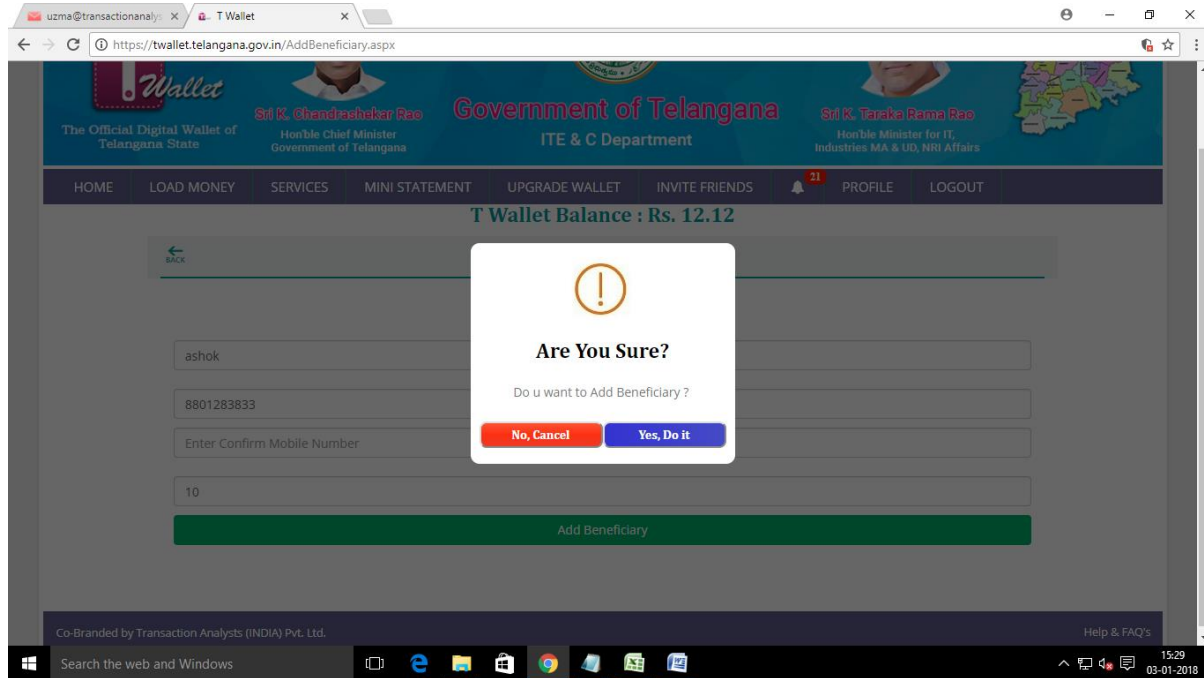 uzma@transactionanaly
T Wallet
https://twallet.telangana.gov.in/AddBeneficiary.aspx
T Wallet
The Official Digital Wallet of
Telangana State
Sri K. Chandrashekar Rao
Hon'ble Chief Minister
Government of Telangana
Government of Telangana
ITE & C Department
Sri K. Taraka Rama Rao
Hon'ble Minister for IT,
Industries MA & UD, NRI Affairs
HOME LOAD MONEY SERVICES MINI STATEMENT UPGRADE WALLET INVITE FRIENDS 21 PROFILE LOGOUT
T Wallet Balance : Rs. 12.12
BACK
Are You Sure?
Do u want to Add Beneficiary ?
No, Cancel Yes, Do it
ashok
8801283833
Enter Confirm Mobile Number
10
Add Beneficiary
Co-Branded by Transaction Analysts (INDIA) Pvt. Ltd. Help & FAQ's
Search the web and Windows
15:29
03-01-2018